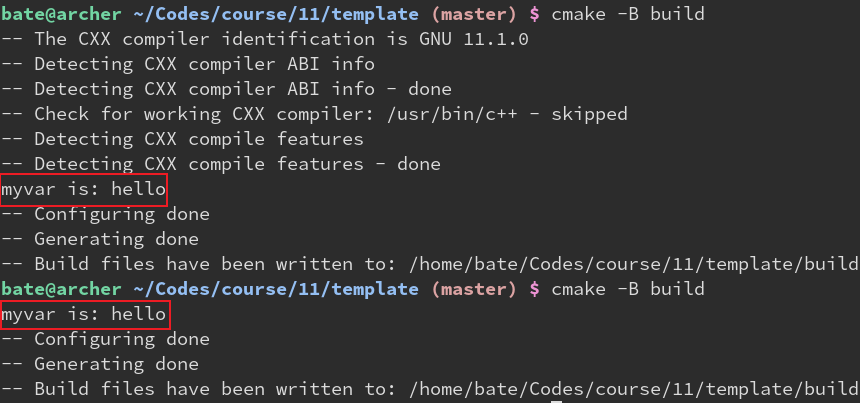 bate@archer ~/Codes/course/11/template (master) $ cmake -B build
-- The CXX compiler identification is GNU 11.1.0
-- Detecting CXX compiler ABI info
-- Detecting CXX compiler ABI info - done
-- Check for working CXX compiler: /usr/bin/c++ - skipped
-- Detecting CXX compile features
-- Detecting CXX compile features - done
myvar is: hello
-- Configuring done
-- Generating done
-- Build files have been written to: /home/bate/Codes/course/11/template/build
bate@archer ~/Codes/course/11/template (master) $ cmake -B build
myvar is: hello
-- Configuring done
-- Generating done
-- Build files have been written to: /home/bate/Codes/course/11/template/build